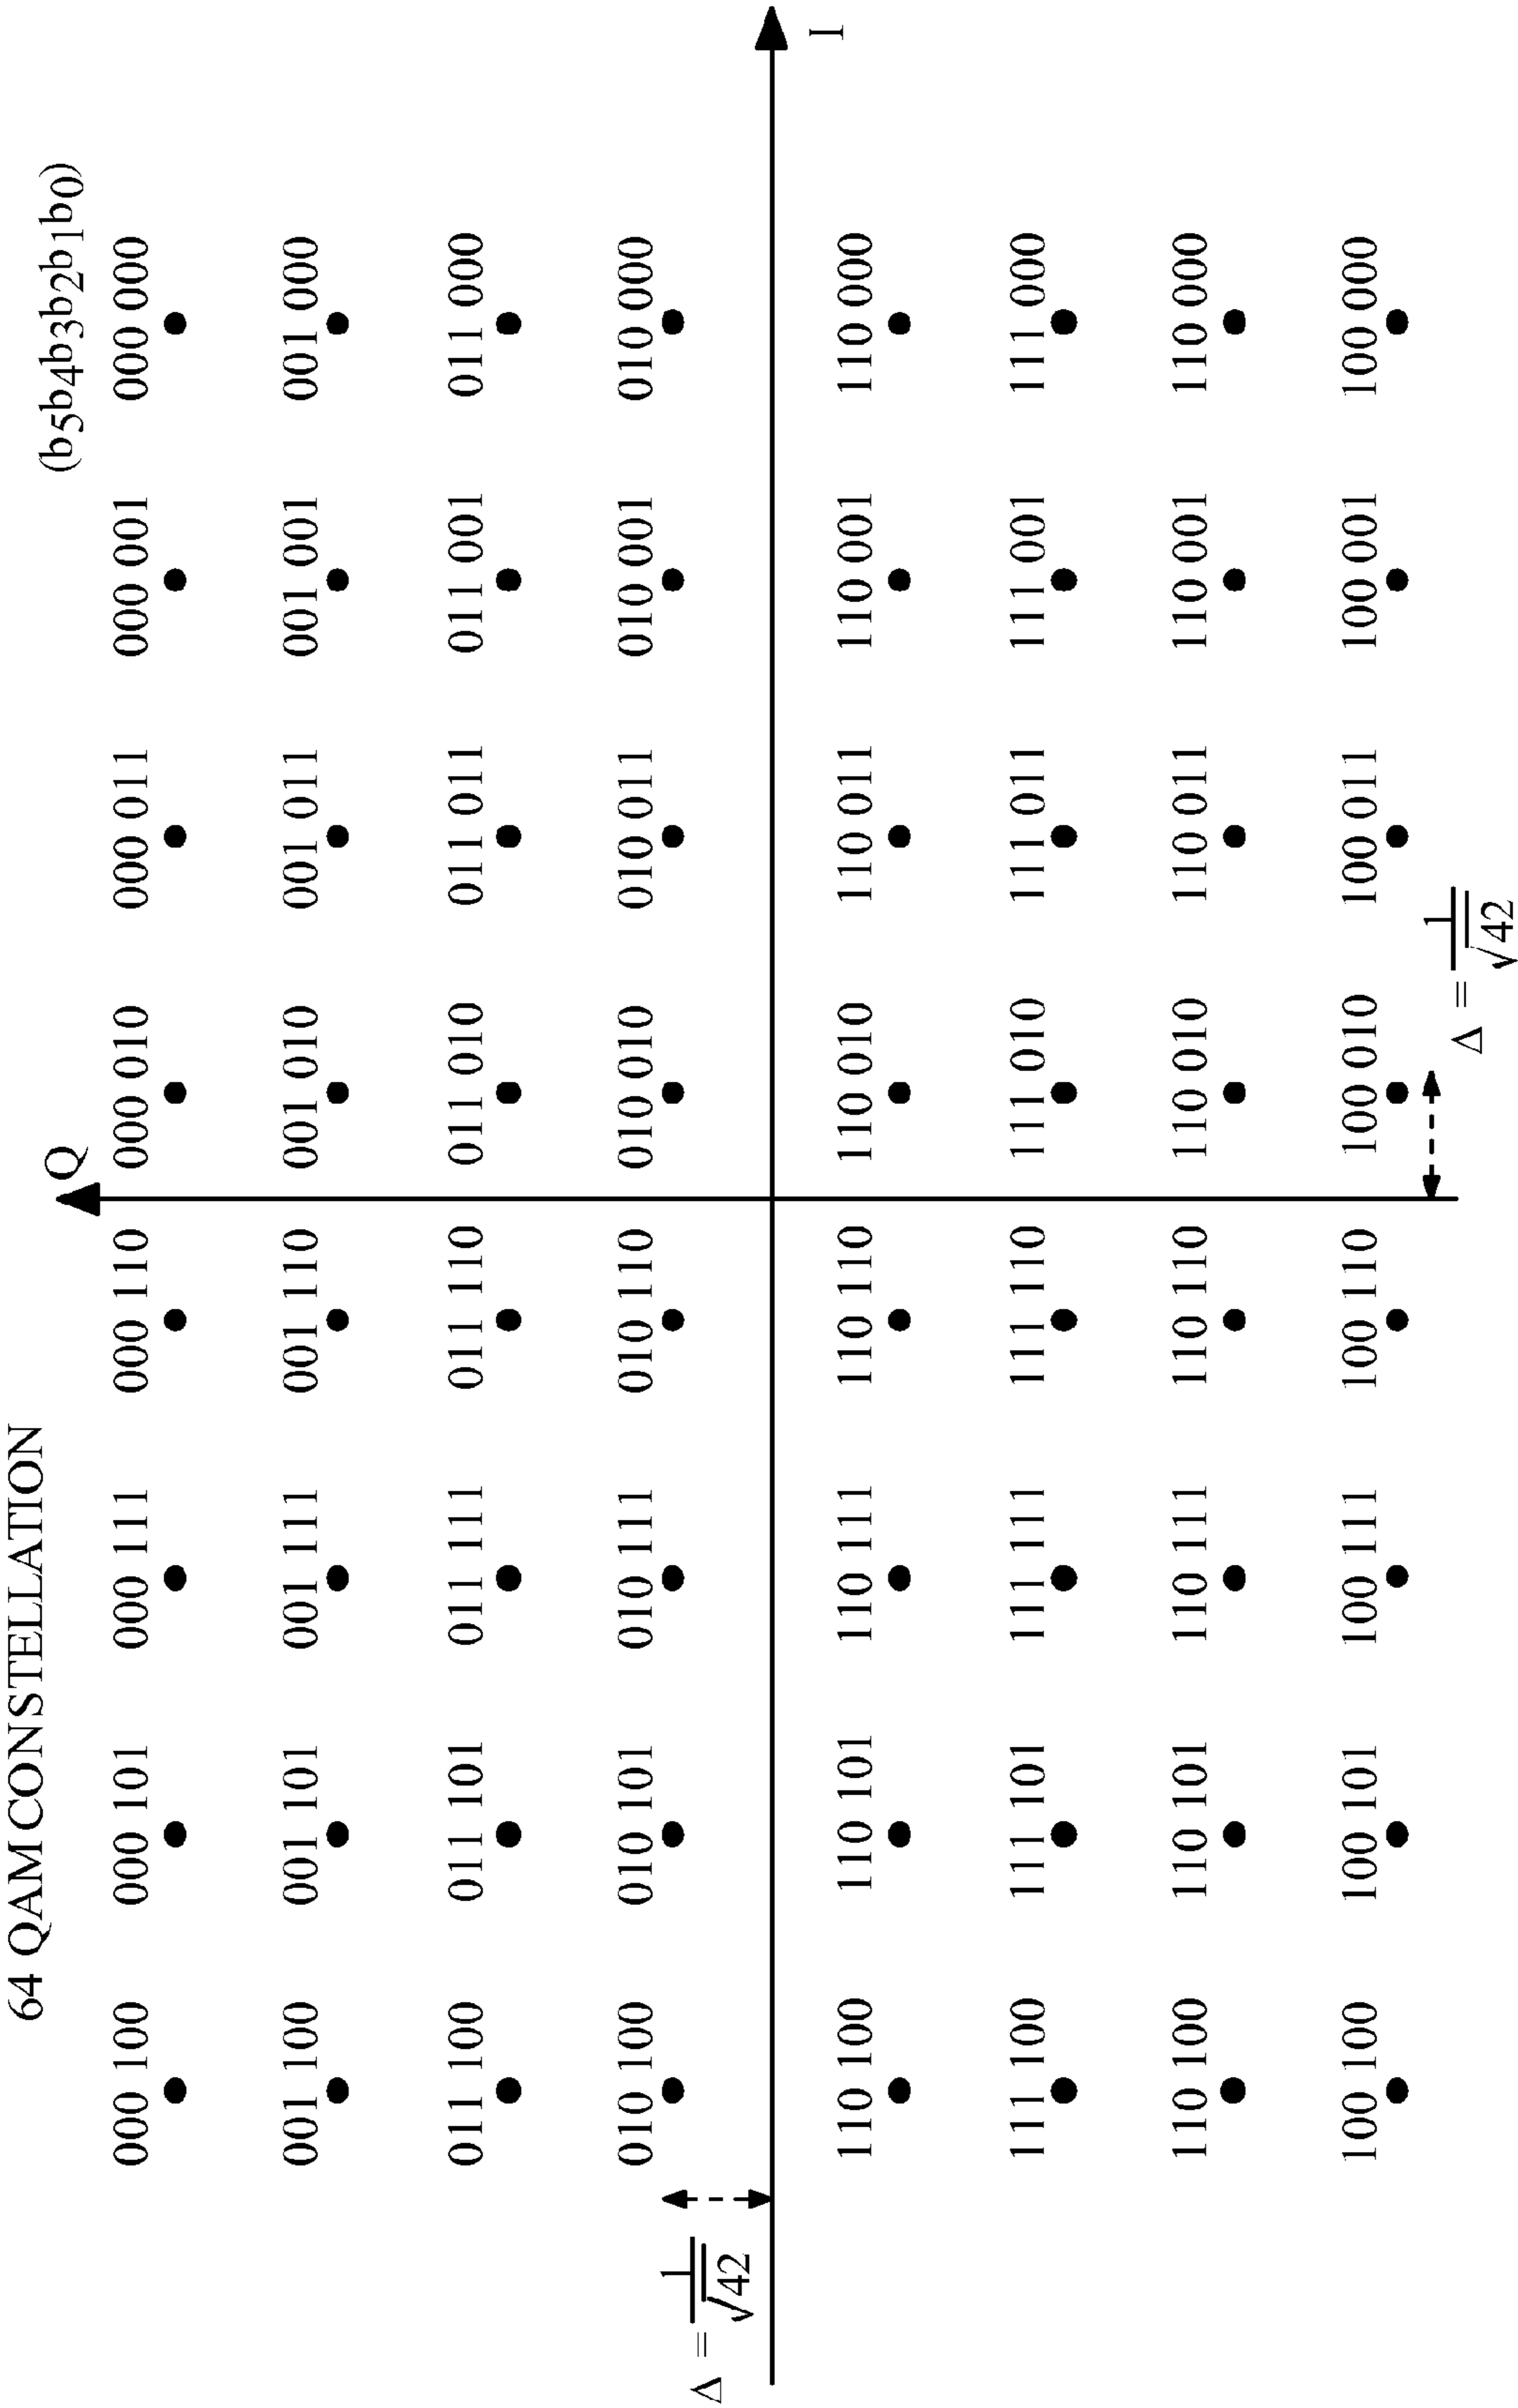 64 QAM CONSTELLATION
Q (b5b4b3b2b1b0)
000 100 000 101 000 111 000 110 000 010 000 011 000 001 000 000
001 100 001 101 001 111 001 110 001 010 001 011 001 001 001 000
011 100 011 101 011 111 011 110 011 010 011 011 011 001 011 000
010 100 010 101 010 111 010 110 010 010 010 011 010 001 010 000
Δ = 1/√42
I
110 100 110 101 110 111 110 110 110 010 110 011 110 001 110 000
111 100 111 101 111 111 111 110 111 010 111 011 111 001 111 000
110 100 110 101 110 111 110 110 110 010 110 011 110 001 110 000
100 100 100 101 100 111 100 110 100 010 100 011 100 001 100 000
Δ = 1/√42